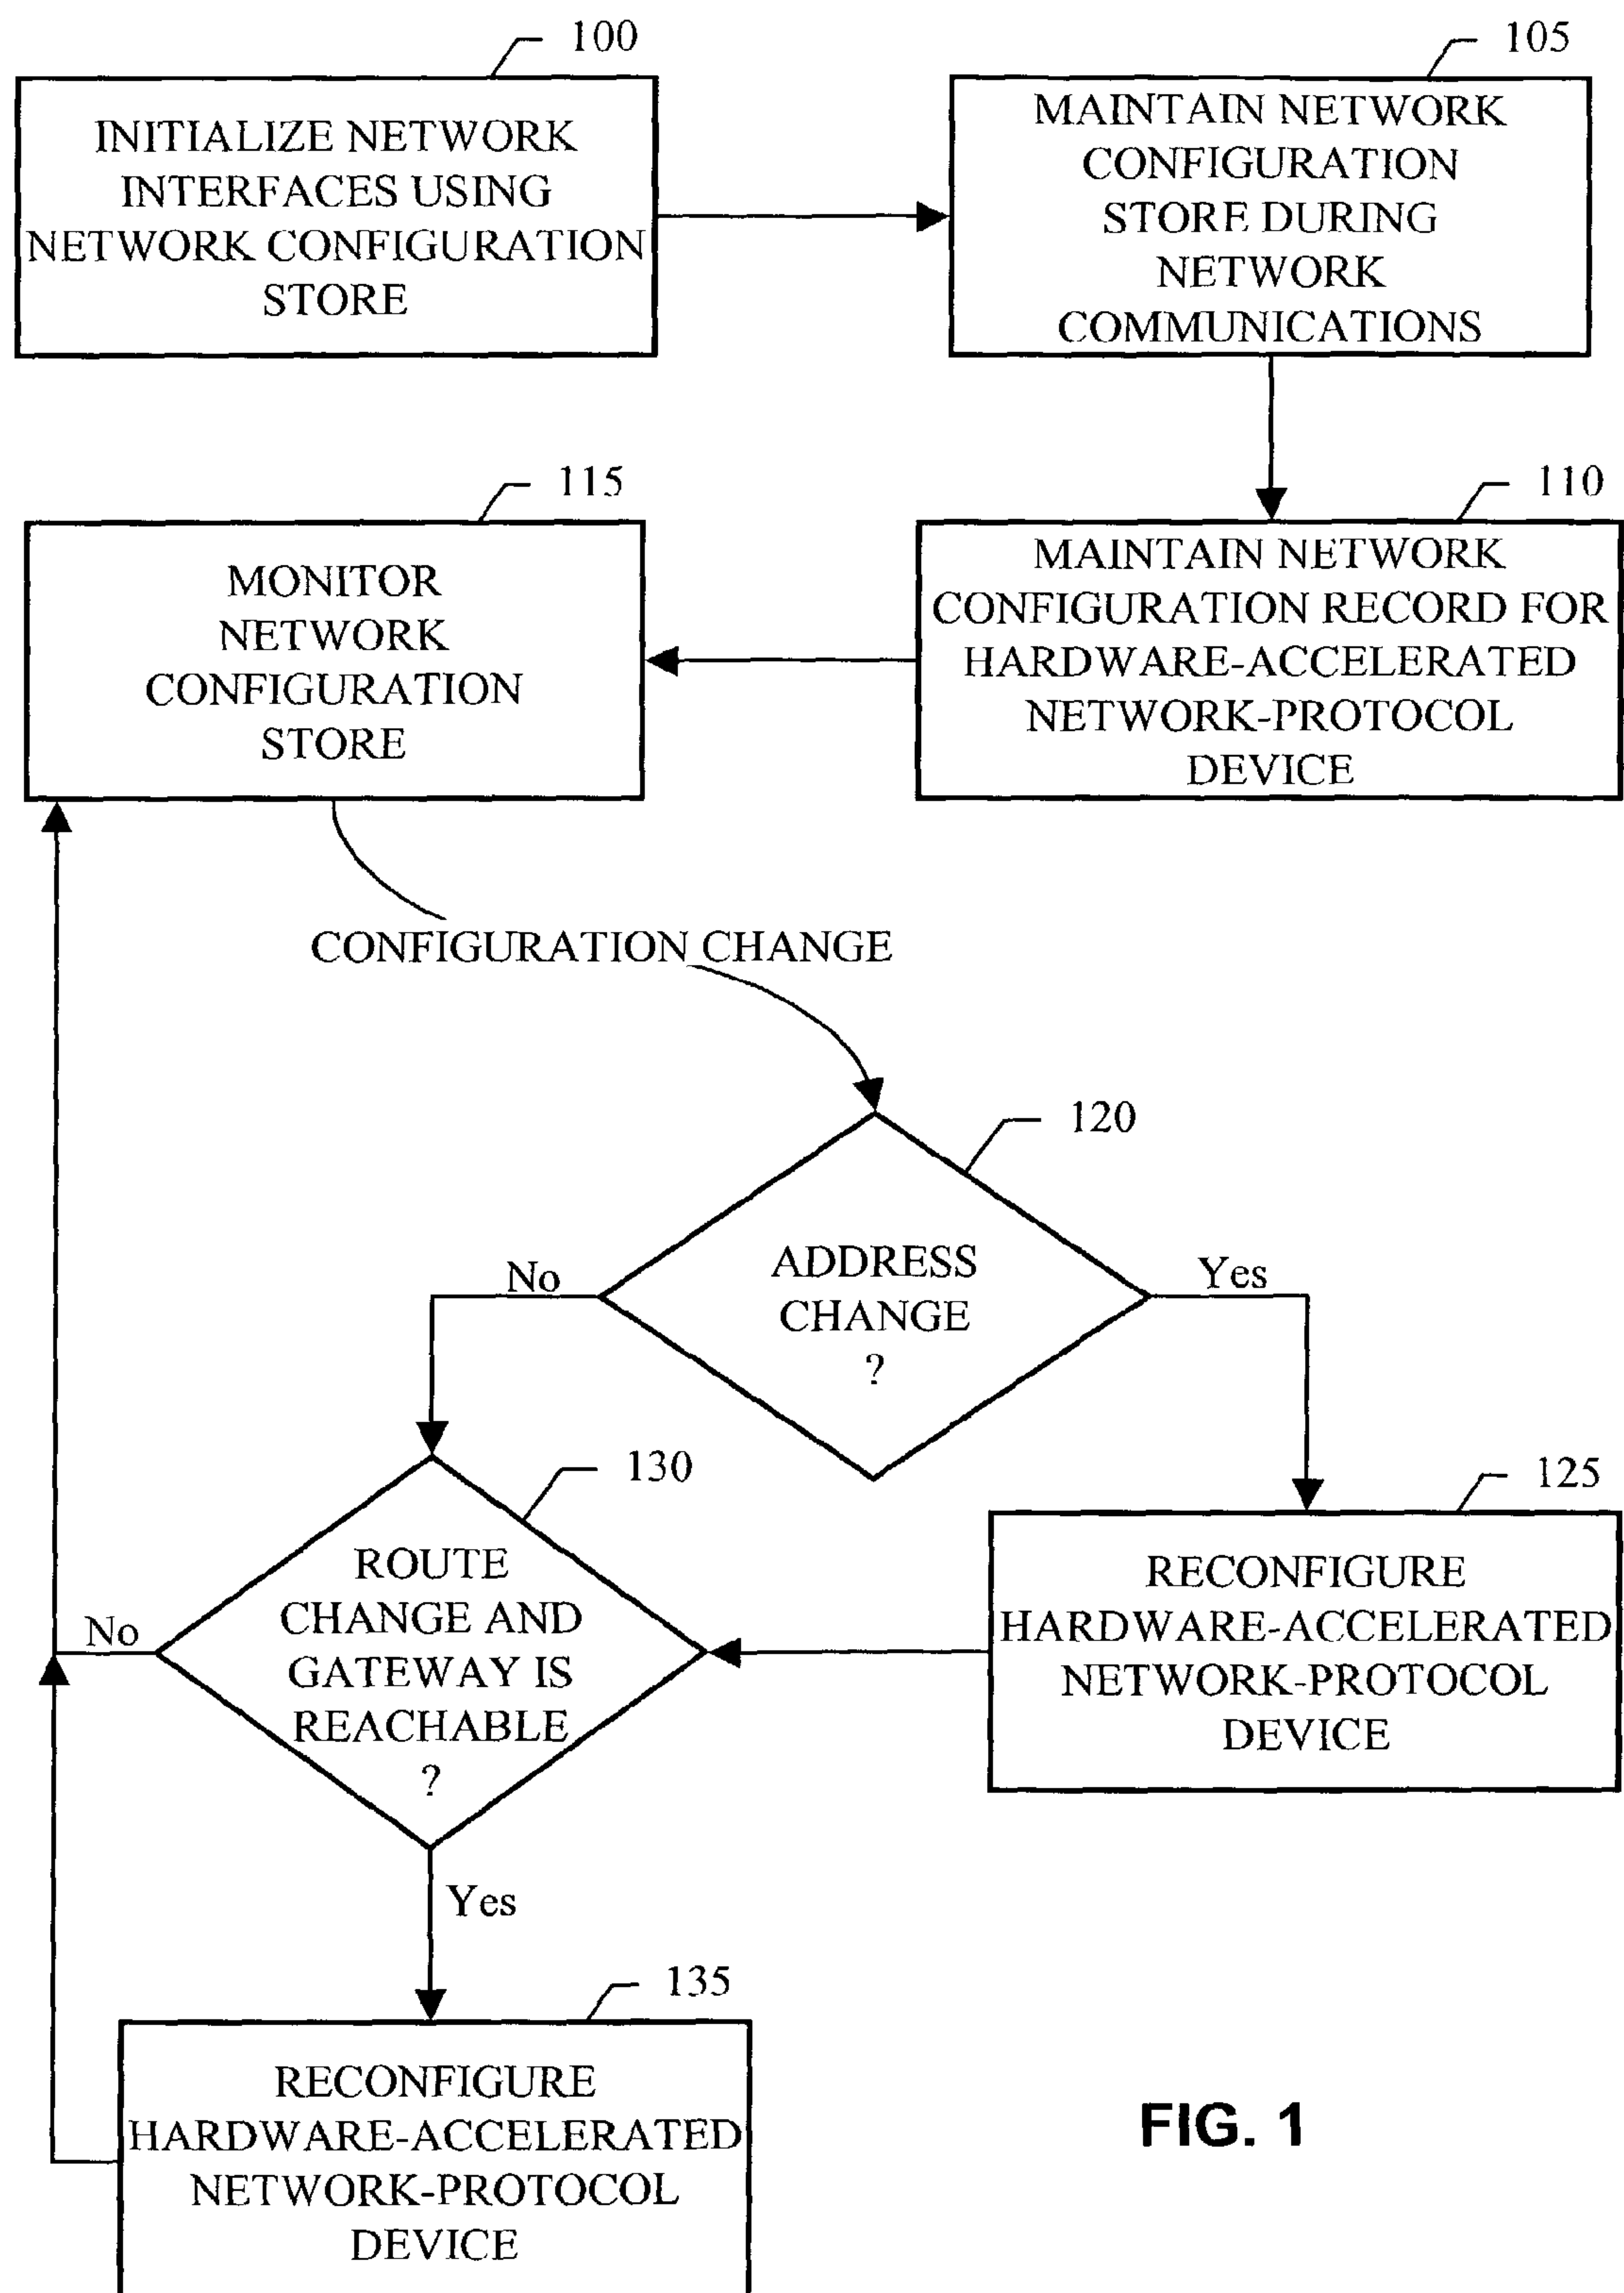 100
INITIALIZE NETWORK
INTERFACES USING
NETWORK CONFIGURATION
STORE
105
MAINTAIN NETWORK
CONFIGURATION
STORE DURING
NETWORK
COMMUNICATIONS
115
MONITOR
NETWORK
CONFIGURATION
STORE
110
MAINTAIN NETWORK
CONFIGURATION RECORD FOR
HARDWARE-ACCELERATED
NETWORK-PROTOCOL
DEVICE
CONFIGURATION CHANGE
120
ADDRESS
CHANGE
?
No
Yes
130
ROUTE
CHANGE AND
GATEWAY IS
REACHABLE
?
No
Yes
125
RECONFIGURE
HARDWARE-ACCELERATED
NETWORK-PROTOCOL
DEVICE
135
RECONFIGURE
HARDWARE-ACCELERATED
NETWORK-PROTOCOL
DEVICE
FIG. 1